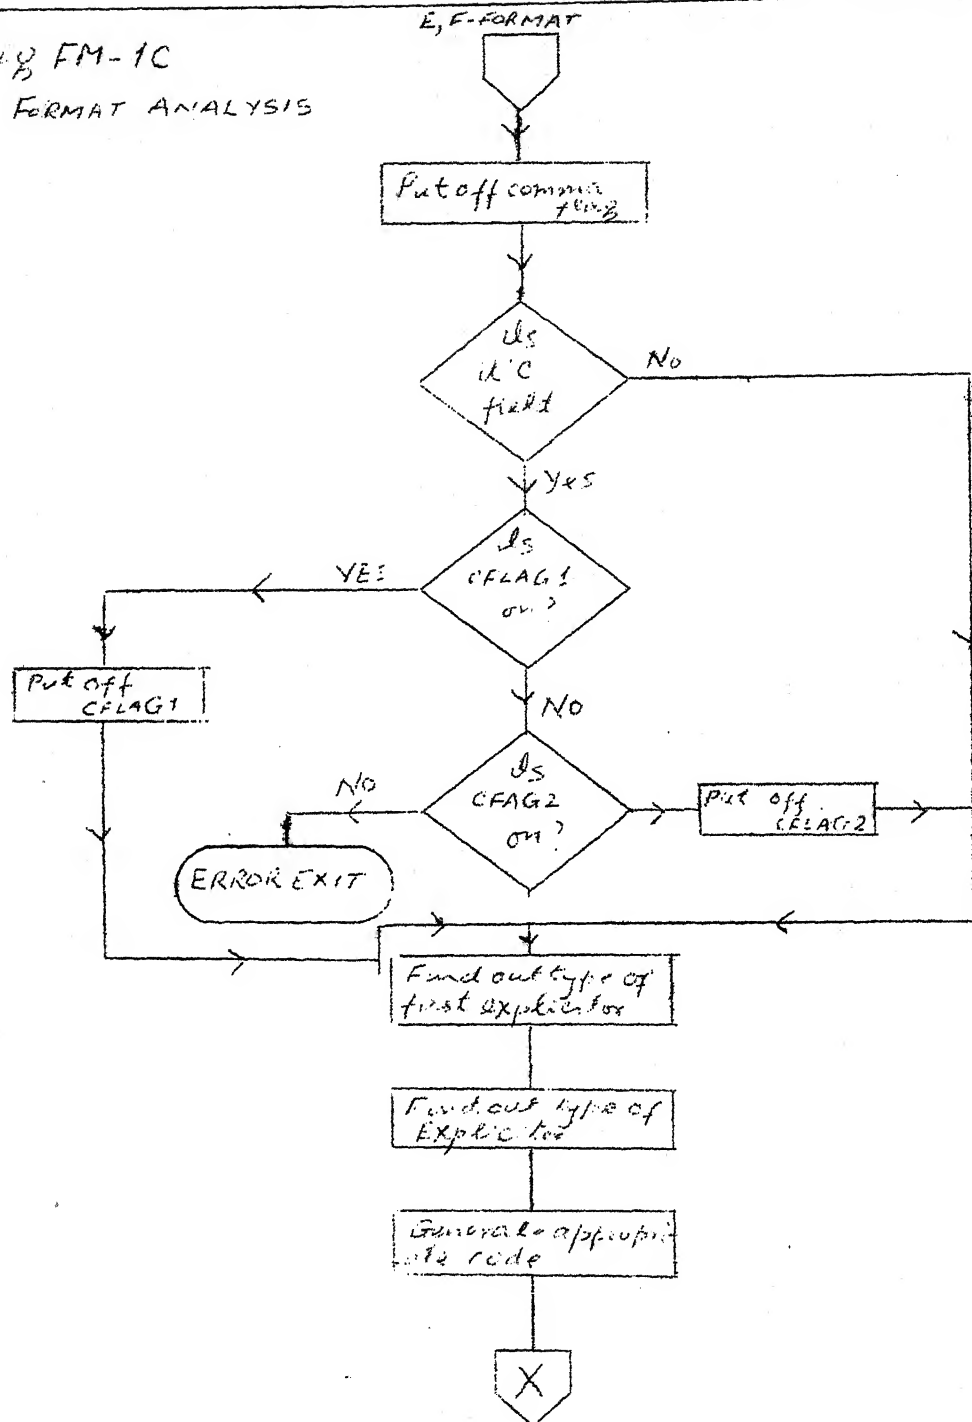 E, F-FORMAT
FM-1C
FORMAT ANALYSIS
Put off comma
flag
Is
it 'C
field
No
Yes
Is
CFLAG1
on?
YES
Put off
CFLAG1
NO
Is
CFAG2
on?
NO
Put off
CFLAG2
ERROR EXIT
Find out type of
first explicitor
Find out type of
Explicitor
Generate appropri-
ate code
X